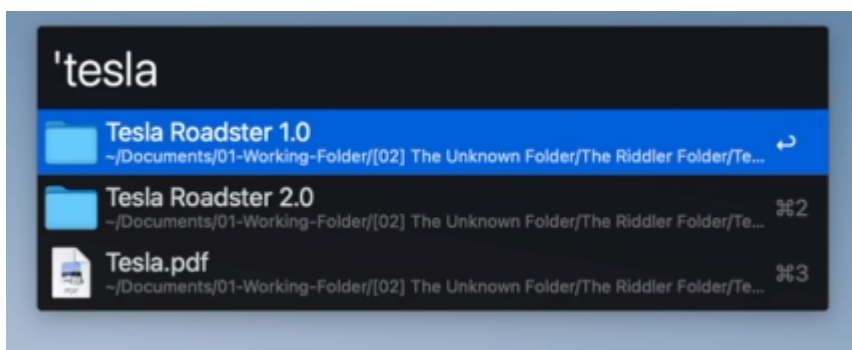 'tesla
Tesla Roadster 1.0
~/Documents/01-Working-Folder/[02] The Unknown Folder/The Riddler Folder/Te... ↩
Tesla Roadster 2.0
~/Documents/01-Working-Folder/[02] The Unknown Folder/The Riddler Folder/Te... ⌘2
Tesla.pdf
~/Documents/01-Working-Folder/[02] The Unknown Folder/The Riddler Folder/Te... ⌘3
PDF